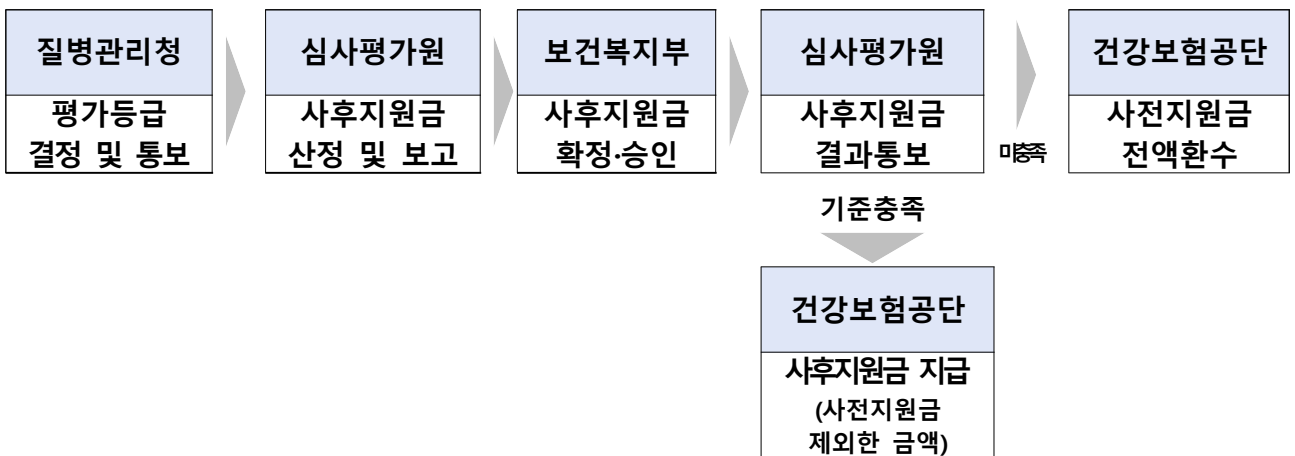 질병관리청
평가등급
결정 및 통보
심사평가원
사후지원금
산정 및 보고
보건복지부
사후지원금
확정·승인
심사평가원
사후지원금
결과통보
미충족
건강보험공단
사전지원금
전액환수
기준충족
건강보험공단
사후지원금 지급
(사전지원금
제외한 금액)